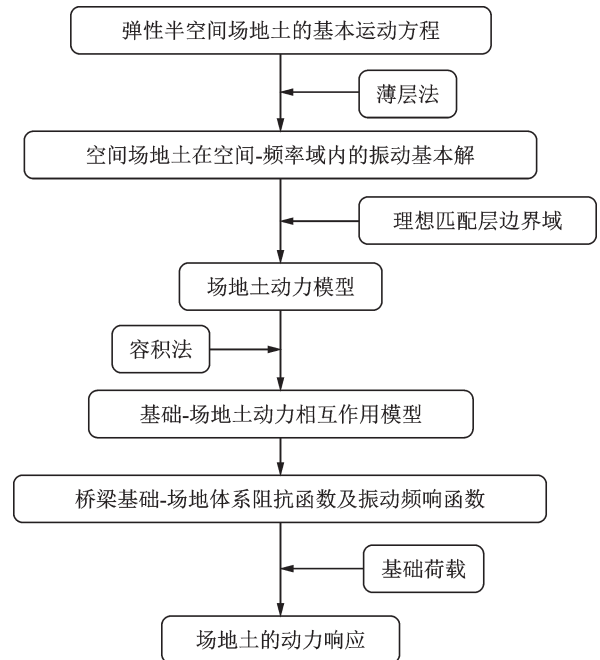 弹性半空间场地土的基本运动方程
薄层法
空间场地土在空间-频率域内的振动基本解
理想匹配层边界域
场地土动力模型
容积法
基础-场地土动力相互作用模型
桥梁基础-场地体系阻抗函数及振动频响函数
基础荷载
场地土的动力响应